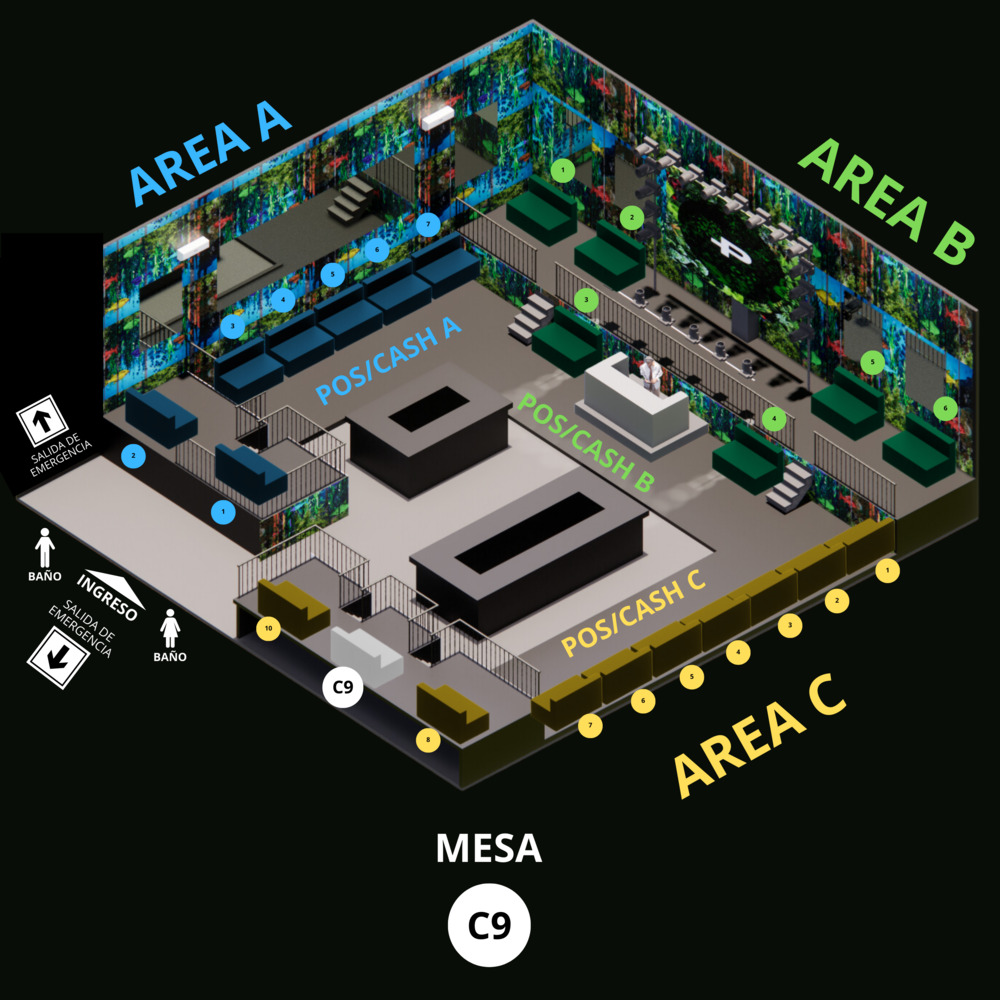 AREA A
AREA B
1
2
7
6
5
4
3
3
POS/CASH A
5
6
4
POS/CASH B
2
1
SALIDA DE
EMERGENCIA
BAÑO
INGRESO
SALIDA DE
EMERGENCIA
BAÑO
POS/CASH C
1
2
3
4
5
6
7
10
C9
8
AREA C
MESA
C9